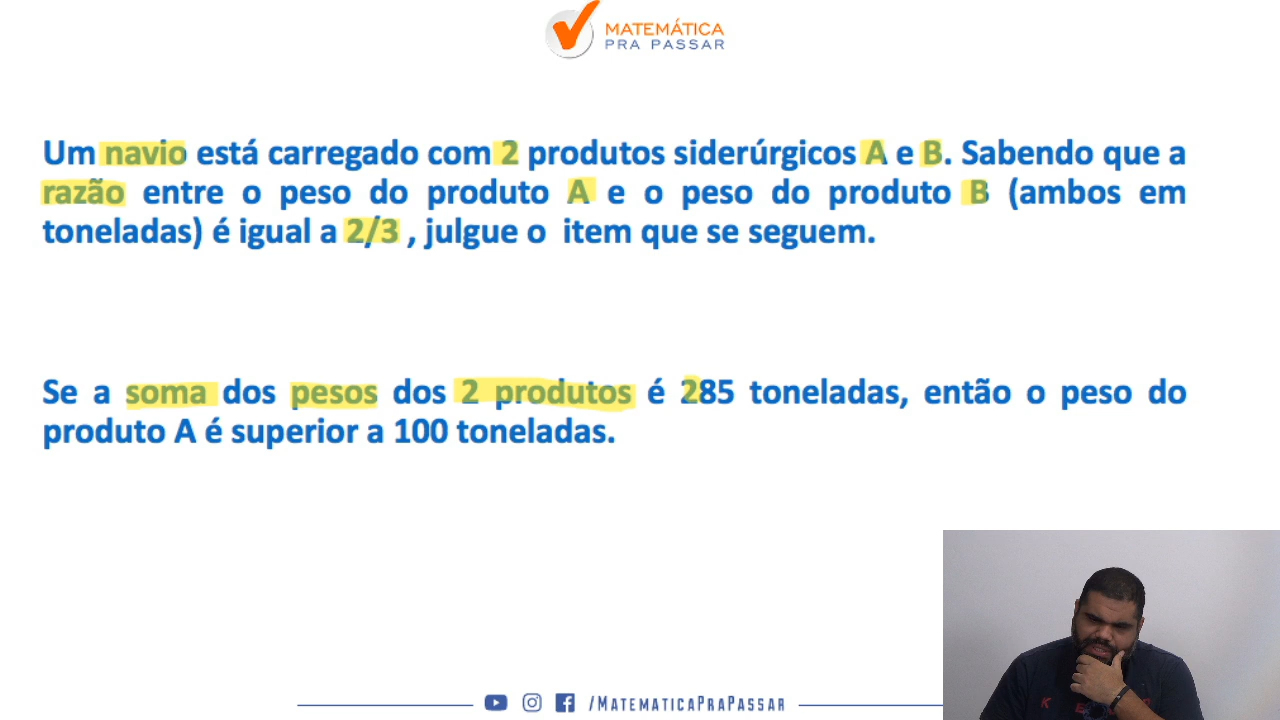 MATEMÁTICA
PRA PASSAR
Um navio está carregado com 2 produtos siderúrgicos A e B. Sabendo que a
razão entre o peso do produto A e o peso do produto B (ambos em
toneladas) é igual a 2/3 , julgue o item que se seguem.
Se a soma dos pesos dos 2 produtos é 285 toneladas, então o peso do
produto A é superior a 100 toneladas.
/MATEMATICAPRAPASSAR